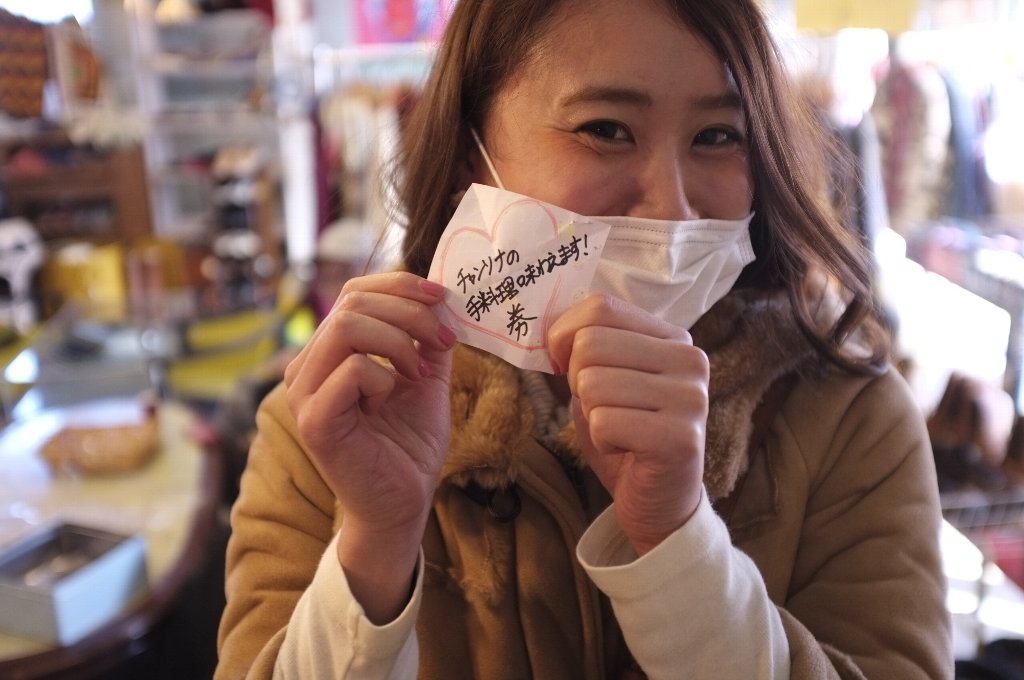 チャンリナの
手料理味わえます!
券